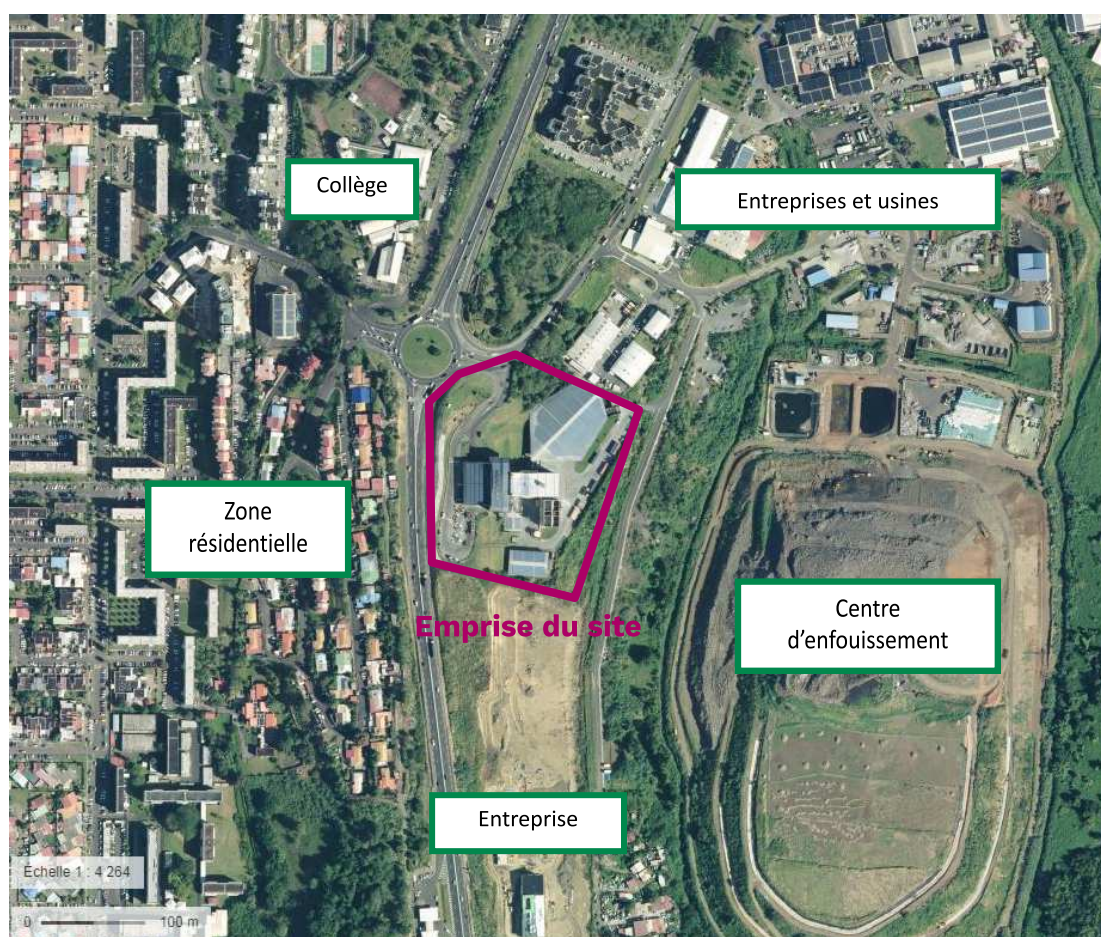 Collège
Entreprises et usines
Zone
résidentielle
Emprise du site
Centre
d’enfouissement
Entreprise
Échelle 1 : 4 264
0
100 m